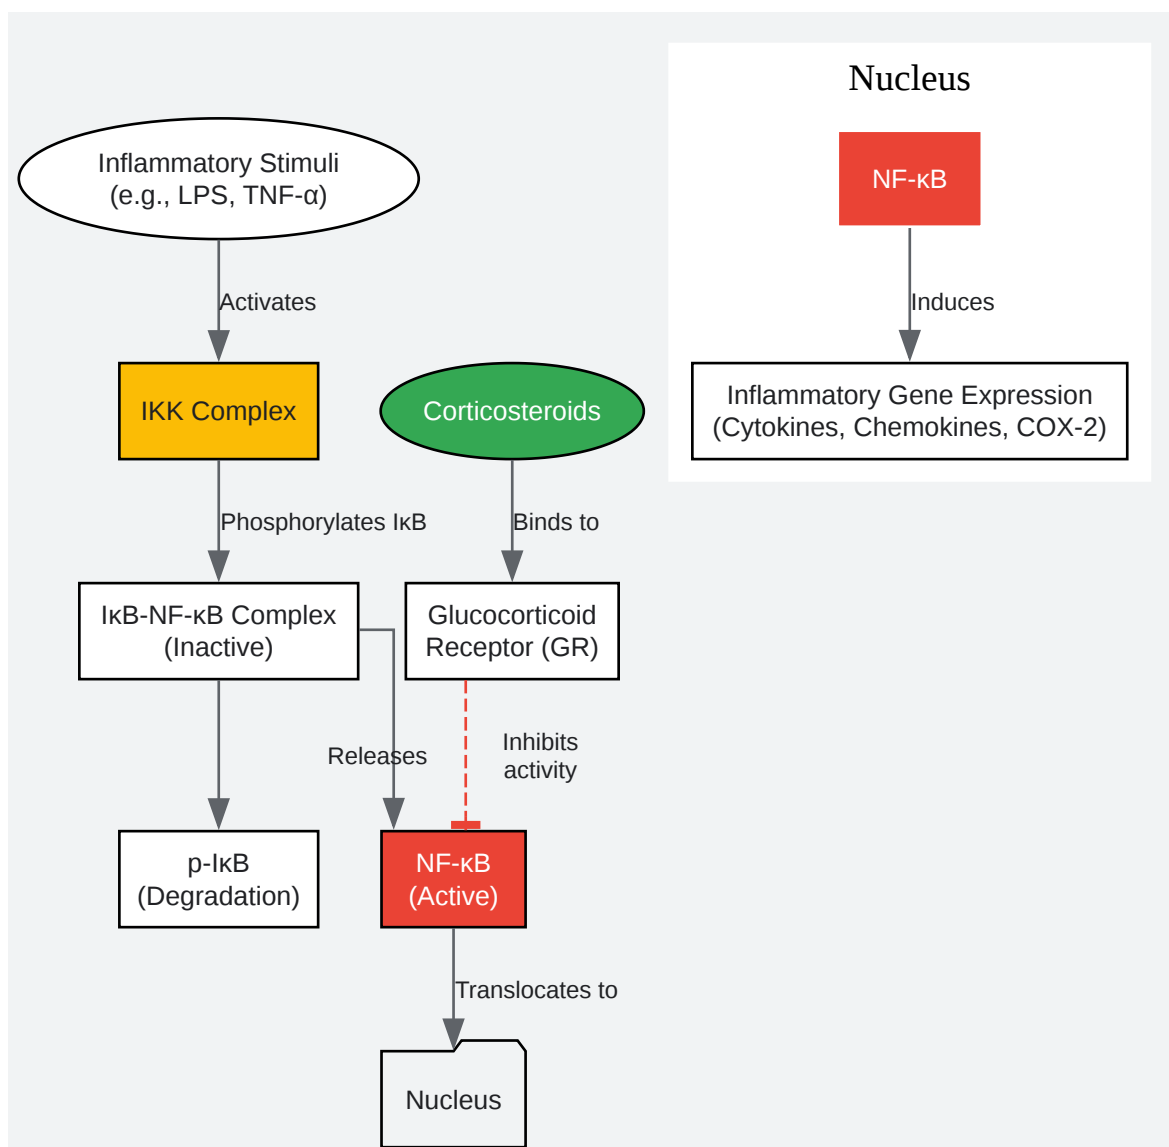 Nucleus
Inflammatory Stimuli
(e.g., LPS, TNF-α)
NF-κB
Activates
Induces
IKK Complex
Corticosteroids
Inflammatory Gene Expression
(Cytokines, Chemokines, COX-2)
Phosphorylates IκB
Binds to
IκB-NF-κB Complex
(Inactive)
Glucocorticoid
Receptor (GR)
Releases
Inhibits
activity
p-IκB
(Degradation)
NF-κB
(Active)
Translocates to
Nucleus